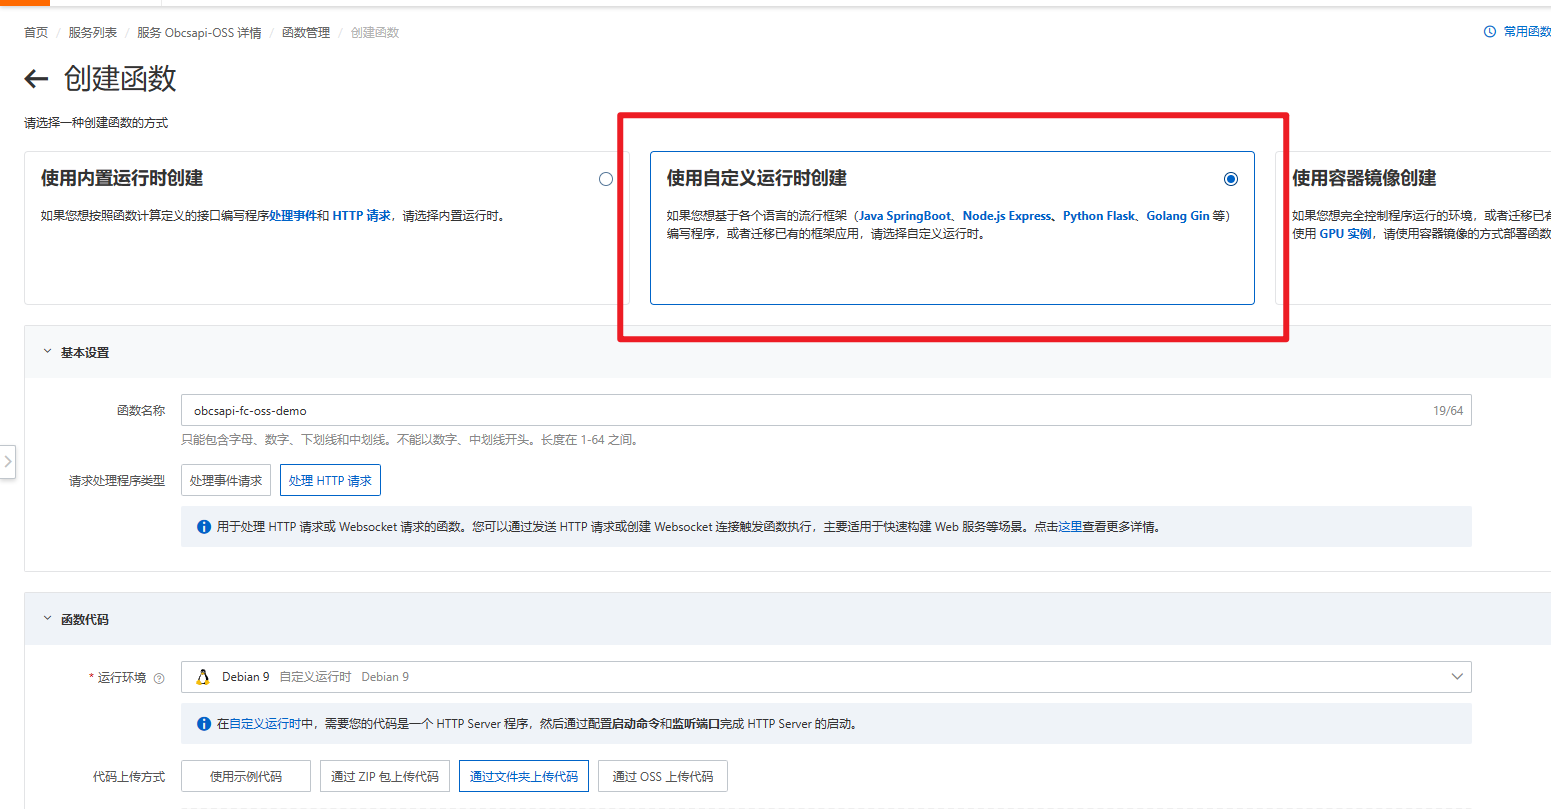 首页 / 服务列表 / 服务 Obcsapi-OSS 详情 / 函数管理 / 创建函数
常用函数
创建函数
请选择一种创建函数的方式
使用内置运行时创建
如果您想按照函数计算定义的接口编写程序处理事件和 HTTP 请求，请选择内置运行时。
使用自定义运行时创建
如果您想基于各个语言的流行框架（Java SpringBoot、Node.js Express、Python Flask、Golang Gin 等）
编写程序，或者迁移已有的框架应用，请选择自定义运行时。
使用容器镜像创建
如果您想完全控制程序运行的环境，或者迁移已有
使用 GPU 实例，请使用容器镜像的方式部署函数
基本设置
函数名称
obcsapi-fc-oss-demo
19/64
只能包含字母、数字、下划线和中划线。不能以数字、中划线开头。长度在 1-64 之间。
请求处理程序类型
处理事件请求
处理 HTTP 请求
用于处理 HTTP 请求或 Websocket 请求的函数。您可以通过发送 HTTP 请求或创建 Websocket 连接触发函数执行，主要适用于快速构建 Web 服务等场景。点击这里查看更多详情。
函数代码
* 运行环境
Debian 9 自定义运行时 Debian 9
在自定义运行时中，需要您的代码是一个 HTTP Server 程序，然后通过配置启动命令和监听端口完成 HTTP Server 的启动。
代码上传方式
使用示例代码
通过 ZIP 包上传代码
通过文件夹上传代码
通过 OSS 上传代码